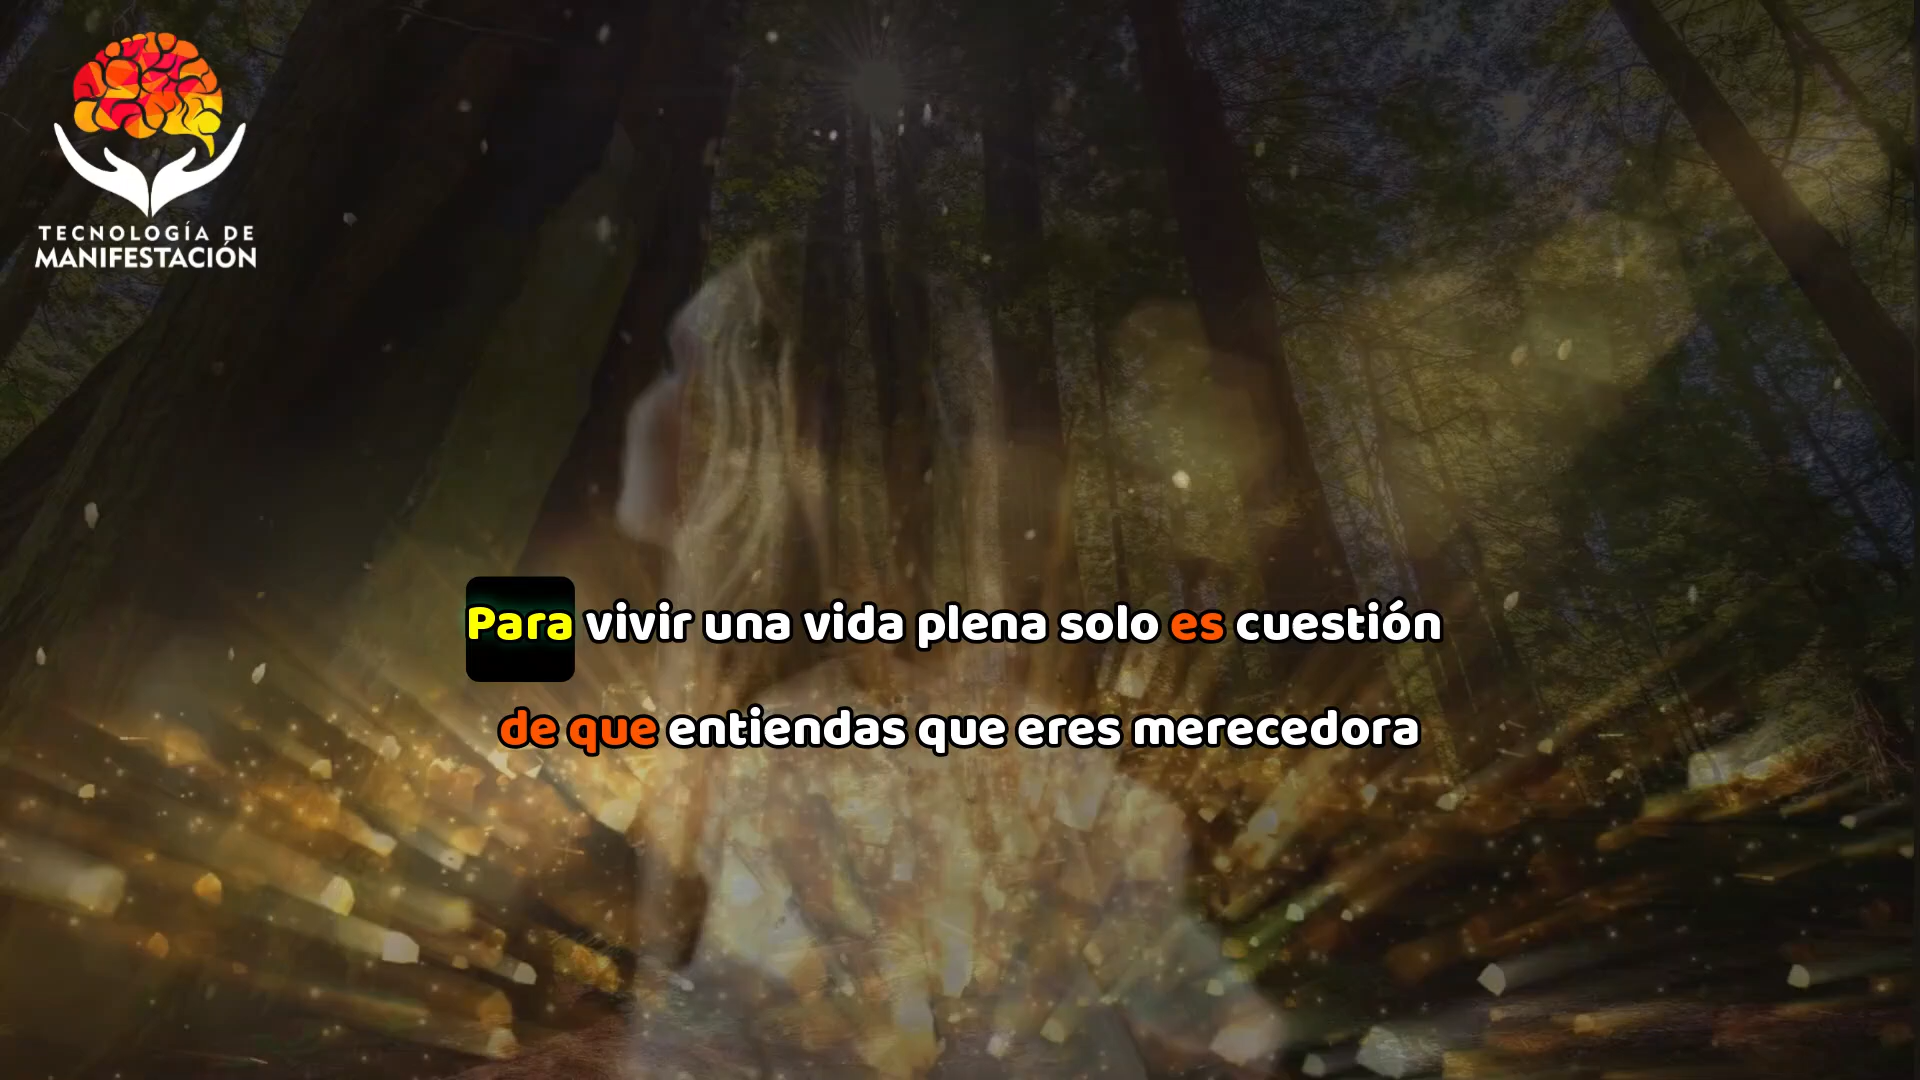 TECNOLOGÍA DE
MANIFESTACIÓN
Para vivir una vida plena solo es cuestión
de que entiendas que eres merecedora